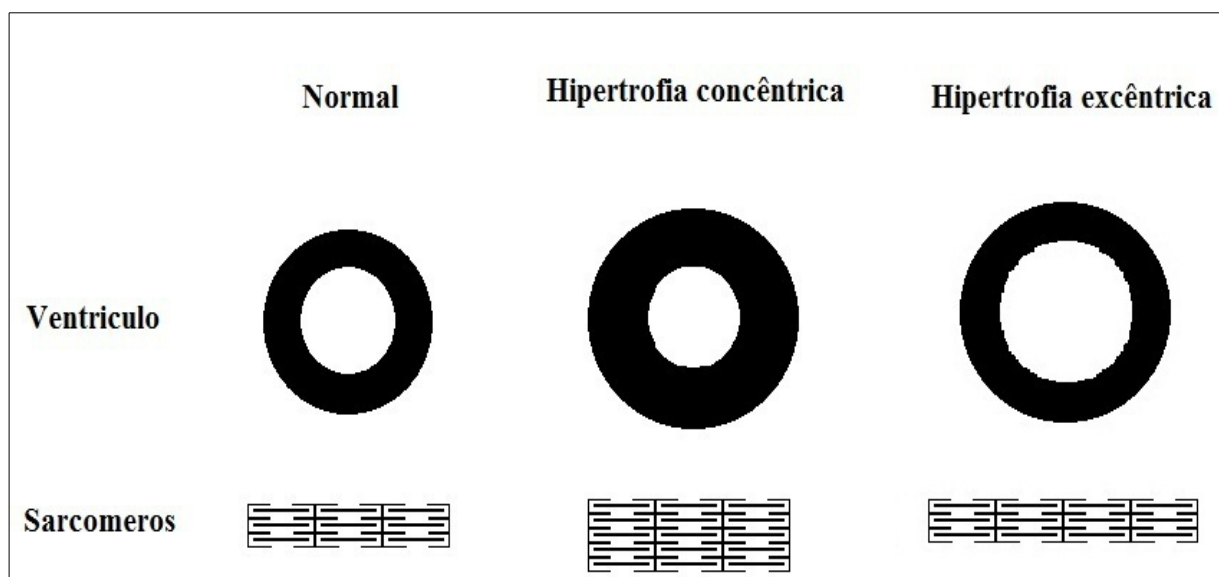 Normal
Hipertrofia concêntrica
Hipertrofia excêntrica
Ventriculo
Sarcomeros